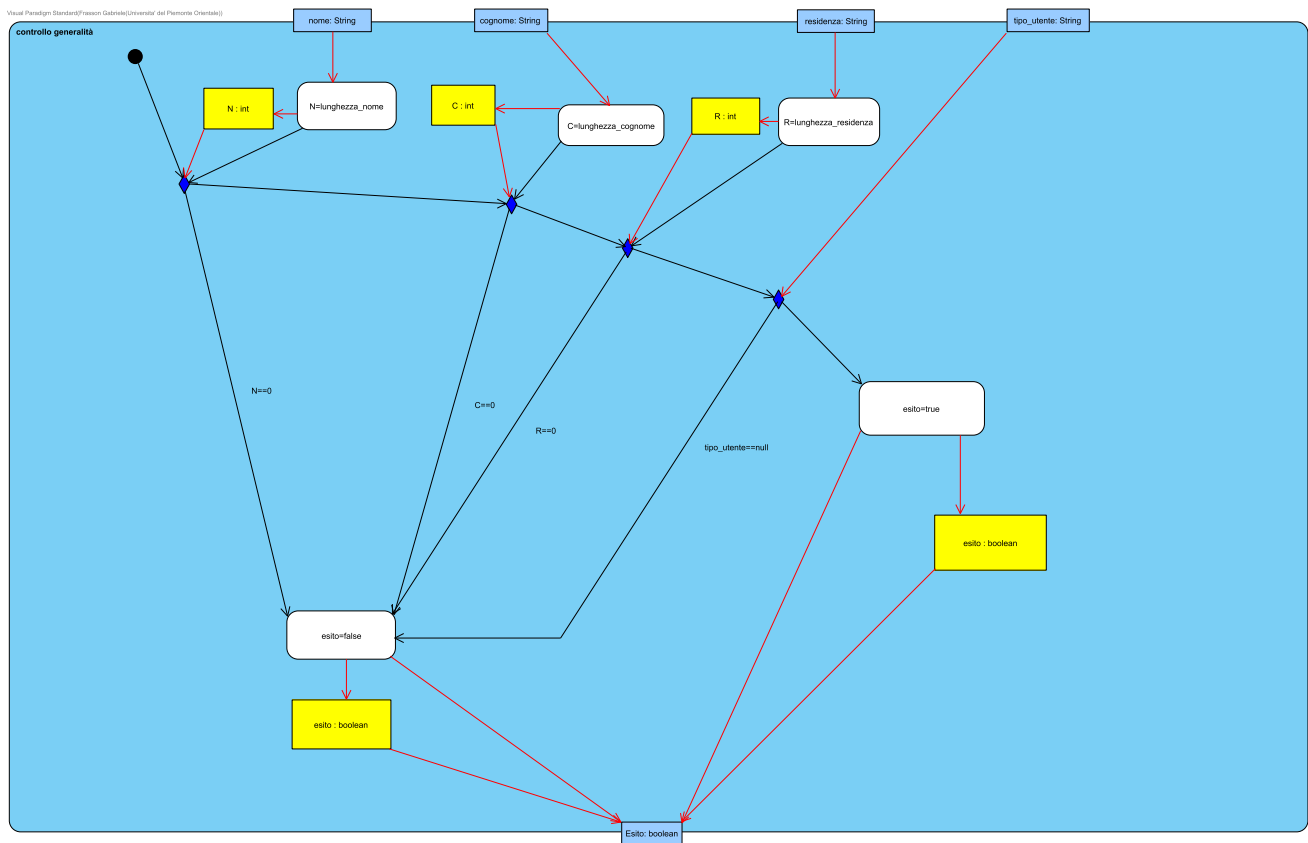 Visual Paradigm Standard(Frasson Gabriele(Universita' del Piemonte Orientale))
nome: String
cognome: String
residenza: String
tipo_utente: String
controllo generalità
N : int
N=lunghezza_nome
C : int
C=lunghezza_cognome
R : int
R=lunghezza_residenza
N==0
C==0
R==0
tipo_utente==null
esito=true
esito : boolean
esito=false
esito : boolean
Esito: boolean